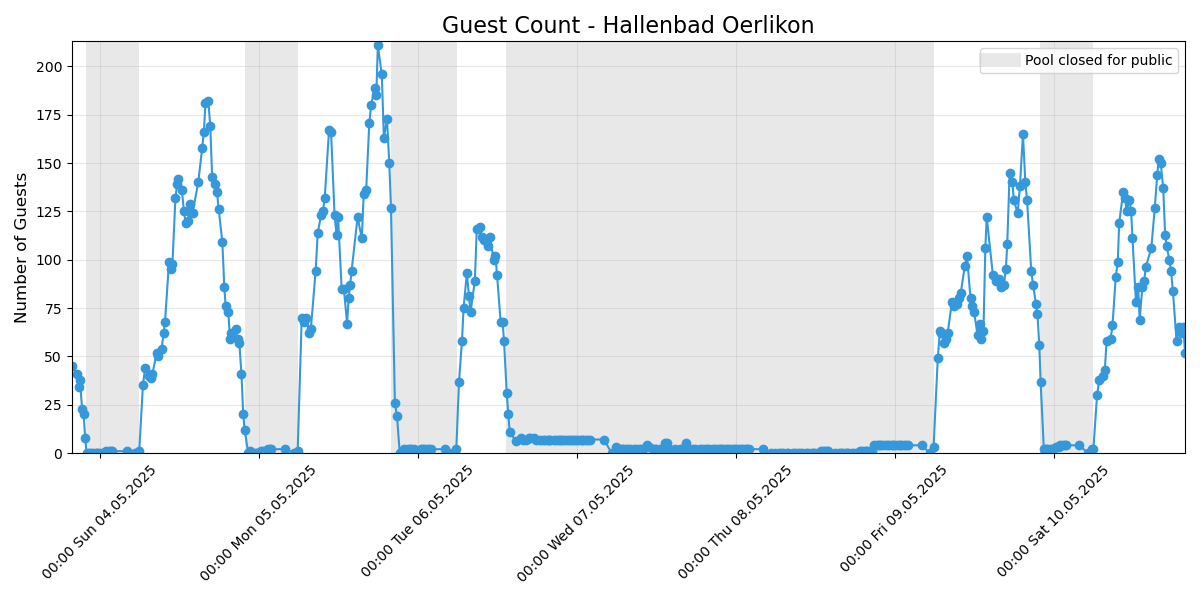 Guest Count - Hallenbad Oerlikon
Pool closed for public
Number of Guests
200
175
150
125
100
75
50
25
0
00:00 Sun 04.05.2025
00:00 Mon 05.05.2025
00:00 Tue 06.05.2025
00:00 Wed 07.05.2025
00:00 Thu 08.05.2025
00:00 Fri 09.05.2025
00:00 Sat 10.05.2025